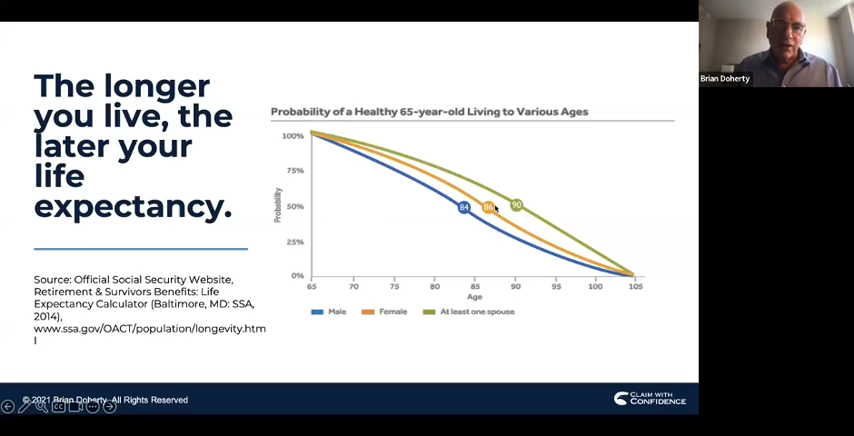 The longer
you live, the
later your
life
expectancy.
Source: Official Social Security Website,
Retirement & Survivors Benefits: Life
Expectancy Calculator (Baltimore, MD: SSA,
2014),
www.ssa.gov/OACT/population/longevity.htm
l
Probability of a Healthy 65-year-old Living to Various Ages
100%
75%
50%
25%
0%
Probability
84
86
90
65 70 75 80 85 90 95 100 105
Age
Male Female At least one spouse
© 2021 Brian Doherty. All Rights Reserved
CLAIM WITH
CONFIDENCE
Brian Doherty